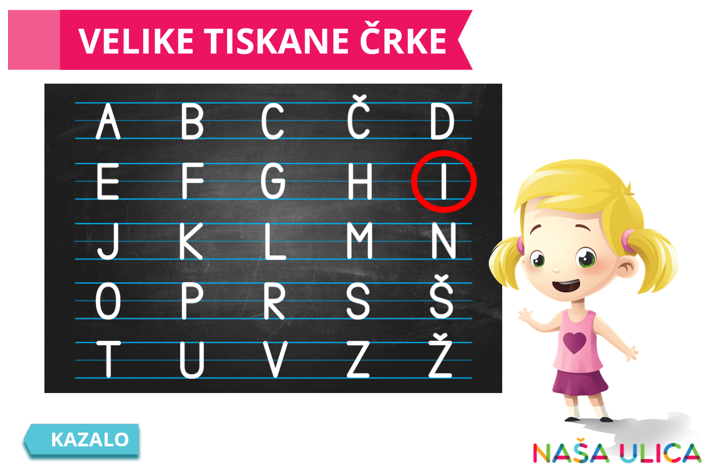 VELIKE TISKANE ČRKE
A B C Č D
E F G H I
J K L M N
O P R S Š
T U V Z Ž
KAZALO
NAŠA ULICA